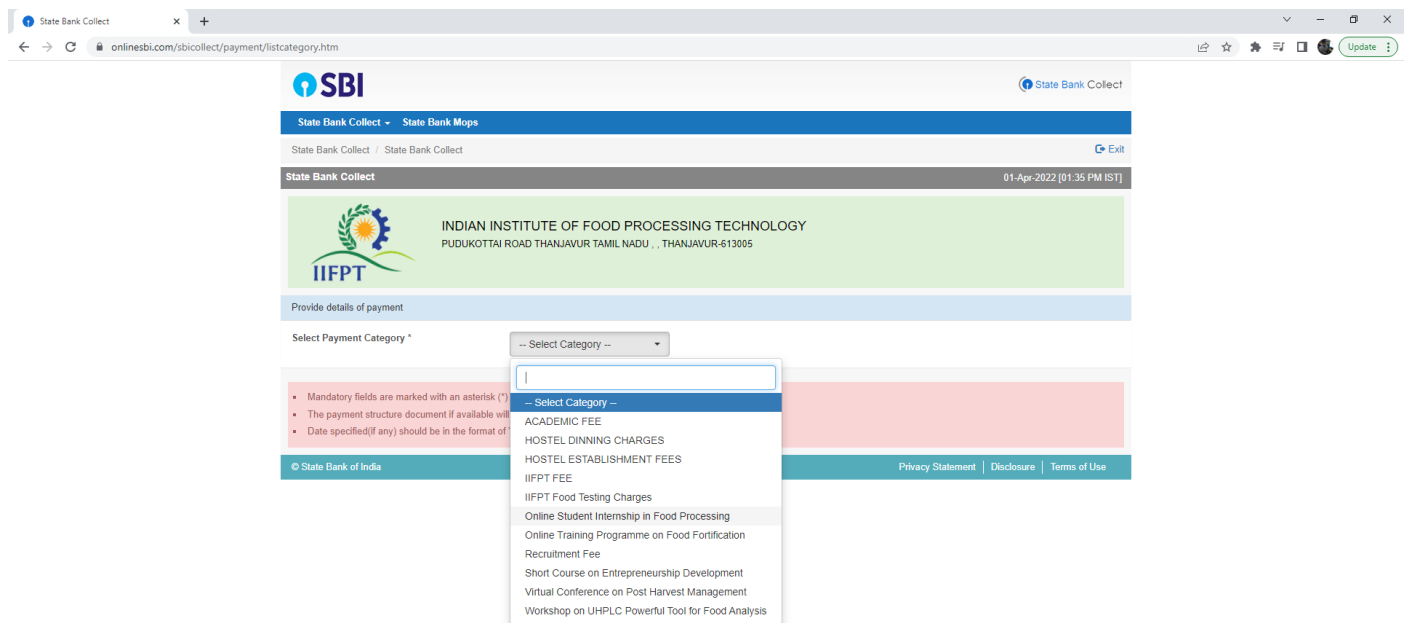 State Bank Collect
onlinesbi.com/sbicollect/payment/listcategory.htm
Update
SBI
State Bank Collect
State Bank Collect State Bank Mops
State Bank Collect / State Bank Collect
Exit
State Bank Collect
01-Apr-2022 [01:35 PM IST]
IIFPT
INDIAN INSTITUTE OF FOOD PROCESSING TECHNOLOGY
PUDUKOTTAI ROAD THANJAVUR TAMIL NADU , , THANJAVUR-613005
Provide details of payment
Select Payment Category *
-- Select Category --
Mandatory fields are marked with an asterisk (*)
The payment structure document if available will
Date specified(if any) should be in the format of '
-- Select Category --
ACADEMIC FEE
HOSTEL DINNING CHARGES
HOSTEL ESTABLISHMENT FEES
IIFPT FEE
IIFPT Food Testing Charges
Online Student Internship in Food Processing
Online Training Programme on Food Fortification
Recruitment Fee
Short Course on Entrepreneurship Development
Virtual Conference on Post Harvest Management
Workshop on UHPLC Powerful Tool for Food Analysis
© State Bank of India
Privacy Statement | Disclosure | Terms of Use